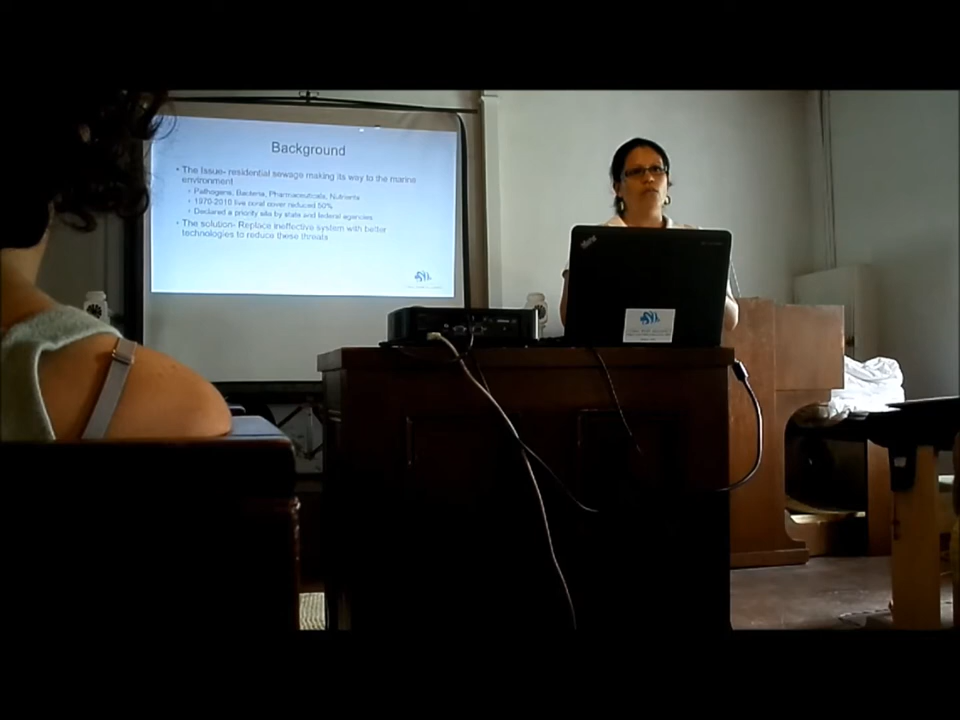 Background
• The Issue- residential sewage making its way to the marine
environment
• Pathogens, Bacteria, Pharmaceuticals, Nutrients
• 1970-2010 live coral cover reduced 50%
• Declared a priority site by state and federal agencies
• The solution- Replace ineffective system with better
technologies to reduce these threats